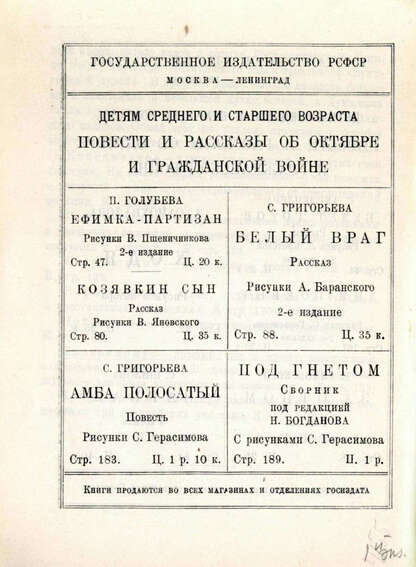 ГОСУДАРСТВЕННОЕ ИЗДАТЕЛЬСТВО РСФСР
МОСКВА — ЛЕНИНГРАД
ДЕТЯМ СРЕДНЕГО И СТАРШЕГО ВОЗРАСТА
ПОВЕСТИ И РАССКАЗЫ ОБ ОКТЯБРЕ
И ГРАЖДАНСКОЙ ВОЙНЕ
П. ГОЛУБЕВА
ЕФИМКА-ПАРТИЗАН
Рисунки В. Пшеничникова
2-е издание
Стр. 47. Ц. 20 к.
КОЗЯВКИН СЫН
Рассказ
Рисунки В. Яновского
Стр. 80. Ц. 35 к.
С. ГРИГОРЬЕВА
БЕЛЫЙ ВРАГ
Рассказ
Рисунки А. Баранского
2-е издание
Стр. 88. Ц. 35 к.
С. ГРИГОРЬЕВА
АМБА ПОЛОСАТЫЙ
Повесть
Рисунки С. Герасимова
Стр. 183. Ц. 1 р. 10 к.
ПОД ГНЕТОМ
Сборник
ПОД РЕДАКЦИЕЙ
Н. БОГДАНОВА
С рисунками С. Герасимова
Стр. 189. Ц. 1 р.
Книги продаются во всех магазинах и отделениях Госиздата